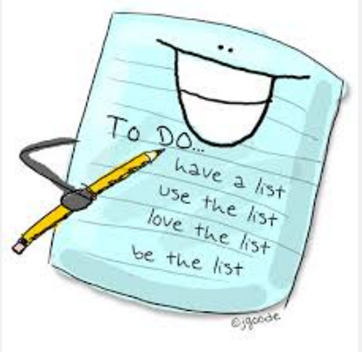 To DO...
have a list
use the list
love the list
be the list
©jgoode